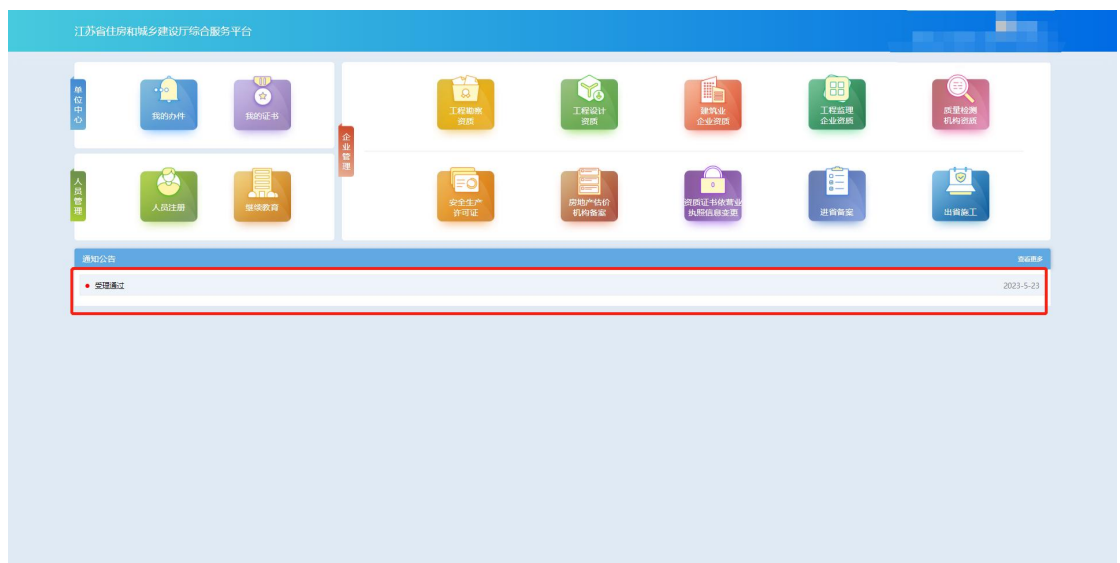 江苏省住房和城乡建设厅综合服务平台
单位中心
我的办件
我的证书
企业管理
工程勘察
资质
工程设计
资质
建筑业
企业资质
工程监理
企业资质
质量检测
机构资质
人员管理
人员注册
继续教育
安全生产
许可证
房地产估价
机构备案
资质证书依营业
执照信息变更
进省备案
出省施工
通知公告
查看更多
受理通过
2023-5-23